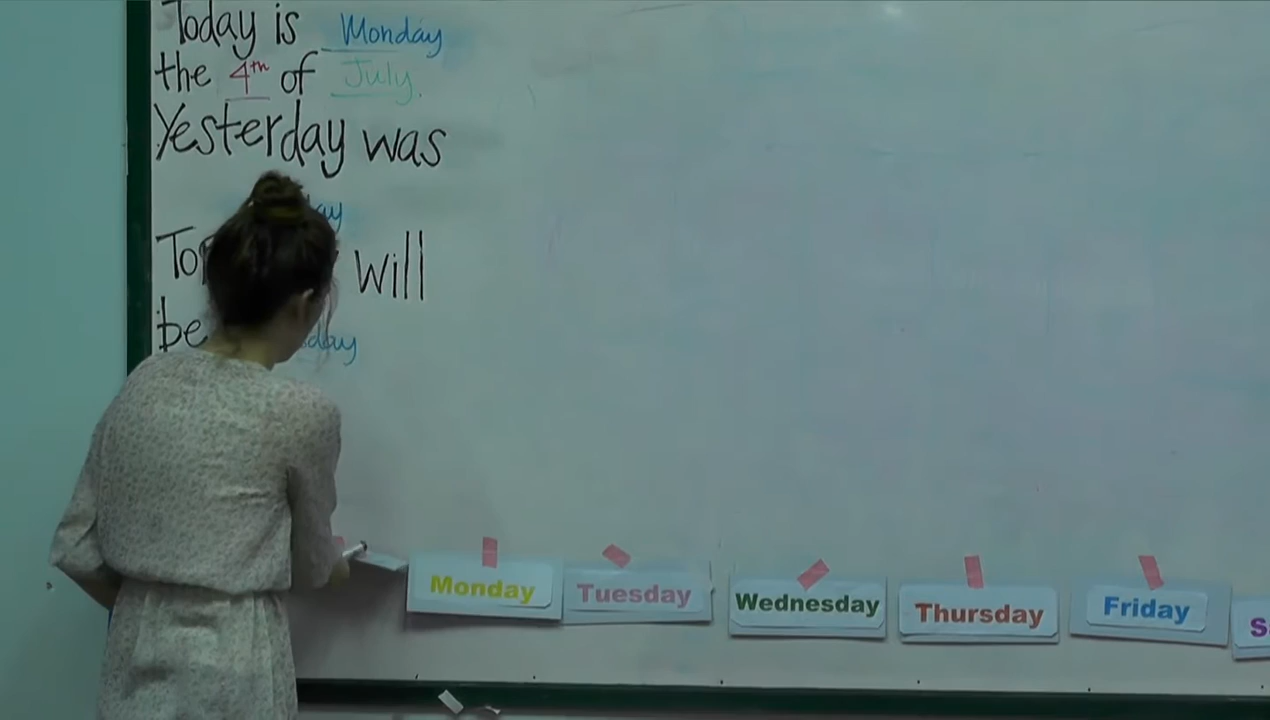 Today is Monday
the 4th of July.
Yesterday was
will
be
Monday Tuesday Wednesday Thursday Friday